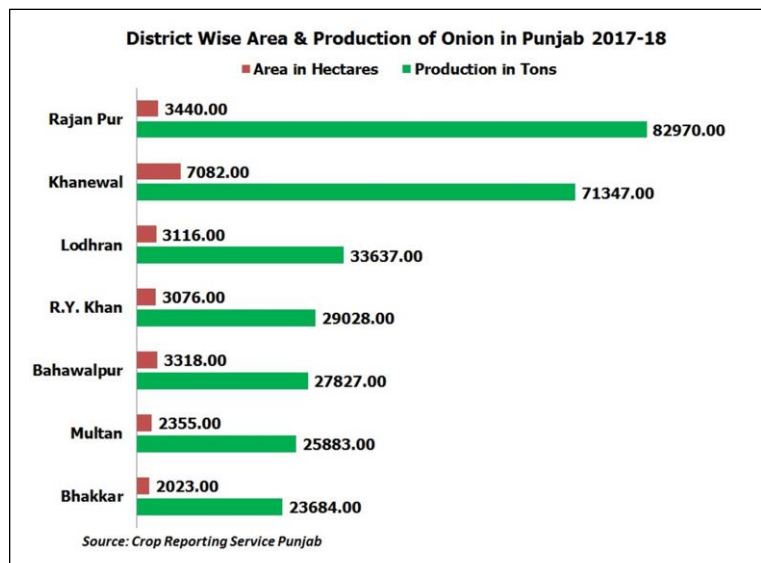 District Wise Area & Production of Onion in Punjab 2017-18
Area in Hectares Production in Tons
Rajan Pur
3440.00
82970.00
Khanewal
7082.00
71347.00
Lodhran
3116.00
33637.00
R.Y. Khan
3076.00
29028.00
Bahawalpur
3318.00
27827.00
Multan
2355.00
25883.00
Bhakkar
2023.00
23684.00
Source: Crop Reporting Service Punjab